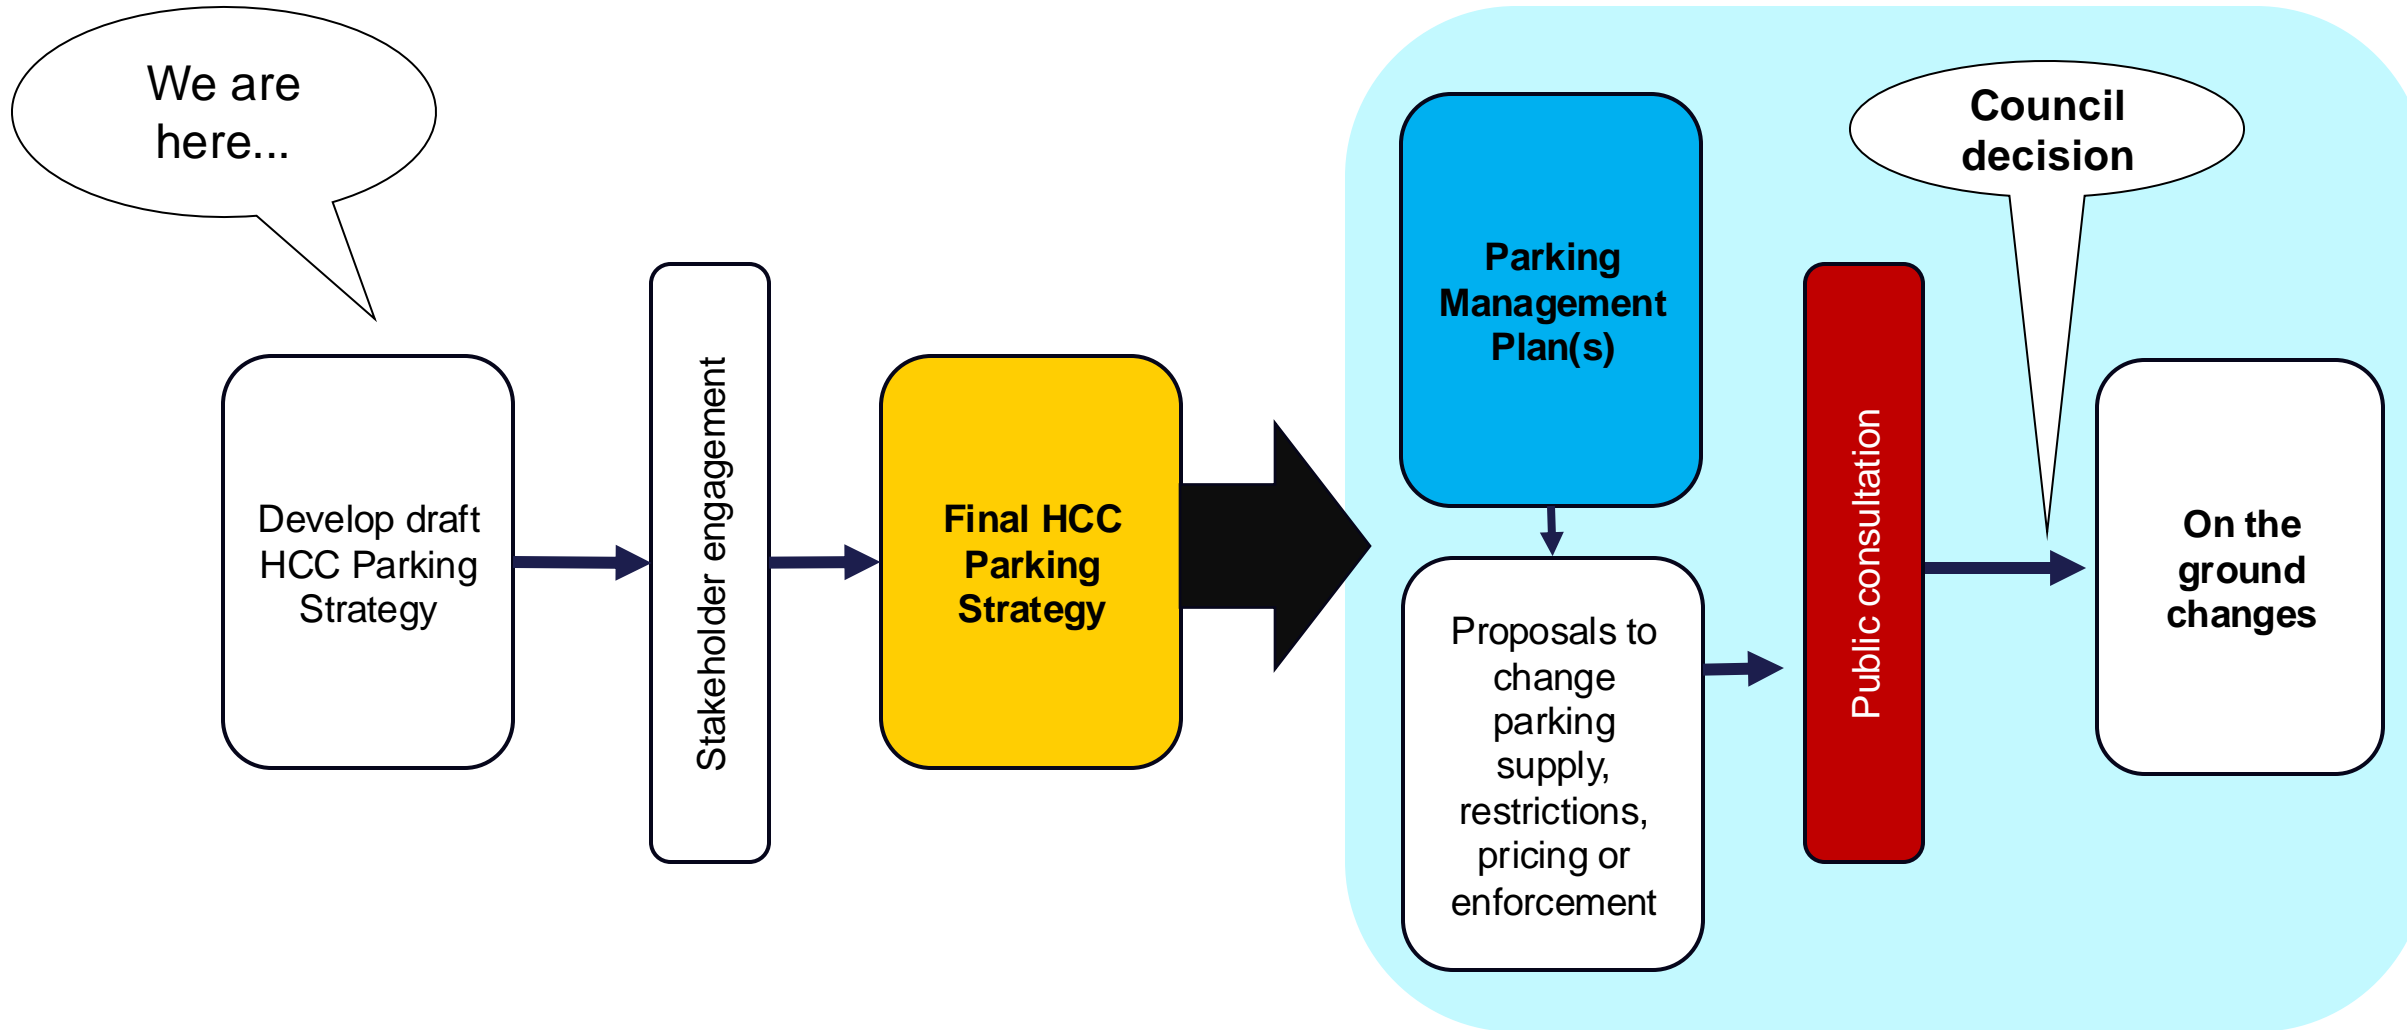 We are
here...
Develop draft
HCC Parking
Strategy
Stakeholder engagement
Final HCC
Parking
Strategy
Parking
Management
Plan(s)
Proposals to
change
parking
supply,
restrictions,
pricing or
enforcement
Public consultation
Council
decision
On the
ground
changes